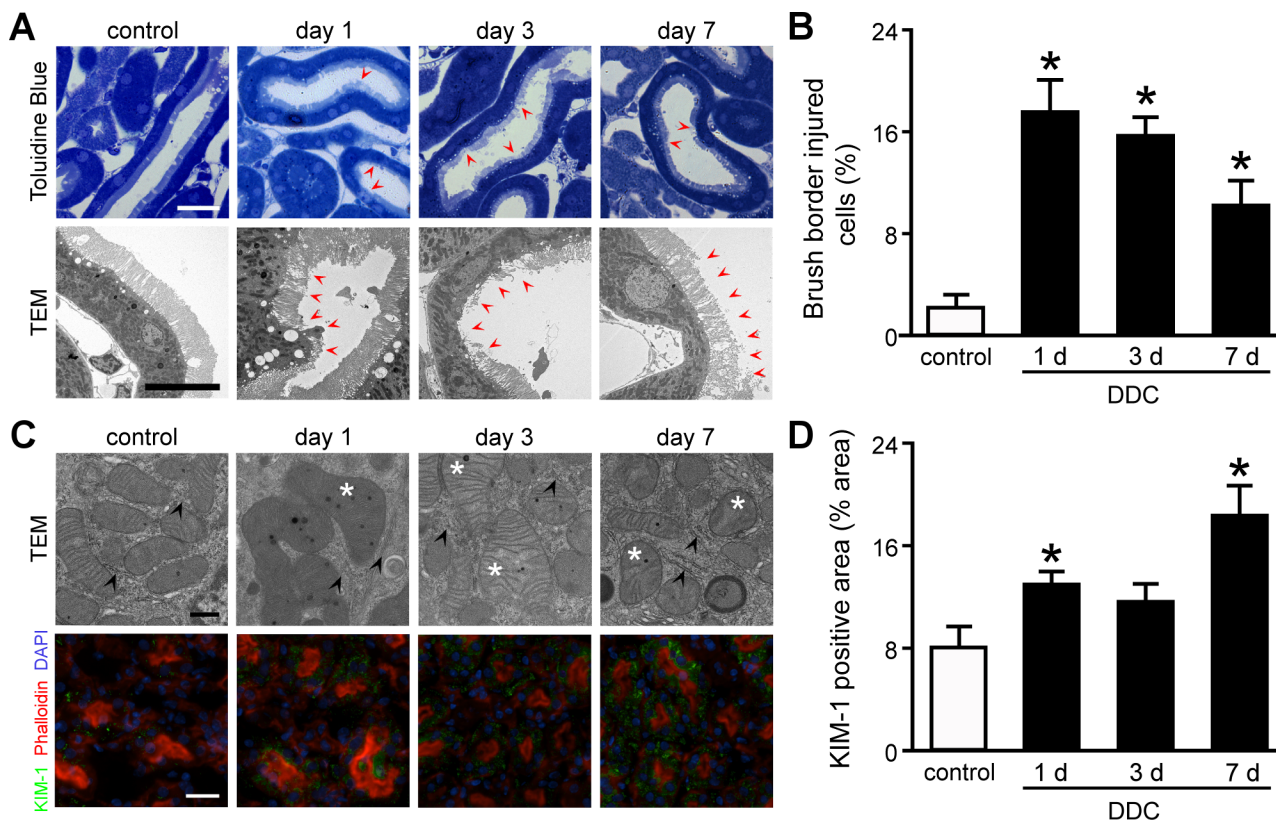 A
control day 1 day 3 day 7
Toluidine Blue
TEM
B
Brush border injured
cells (%)
24
16
8
0
* * *
control 1 d 3 d 7 d
DDC
C
control day 1 day 3 day 7
TEM
* * * * *
KIM-1 Phalloidin DAPI
D
KIM-1 positive area (% area)
24
16
8
0
* *
control 1 d 3 d 7 d
DDC